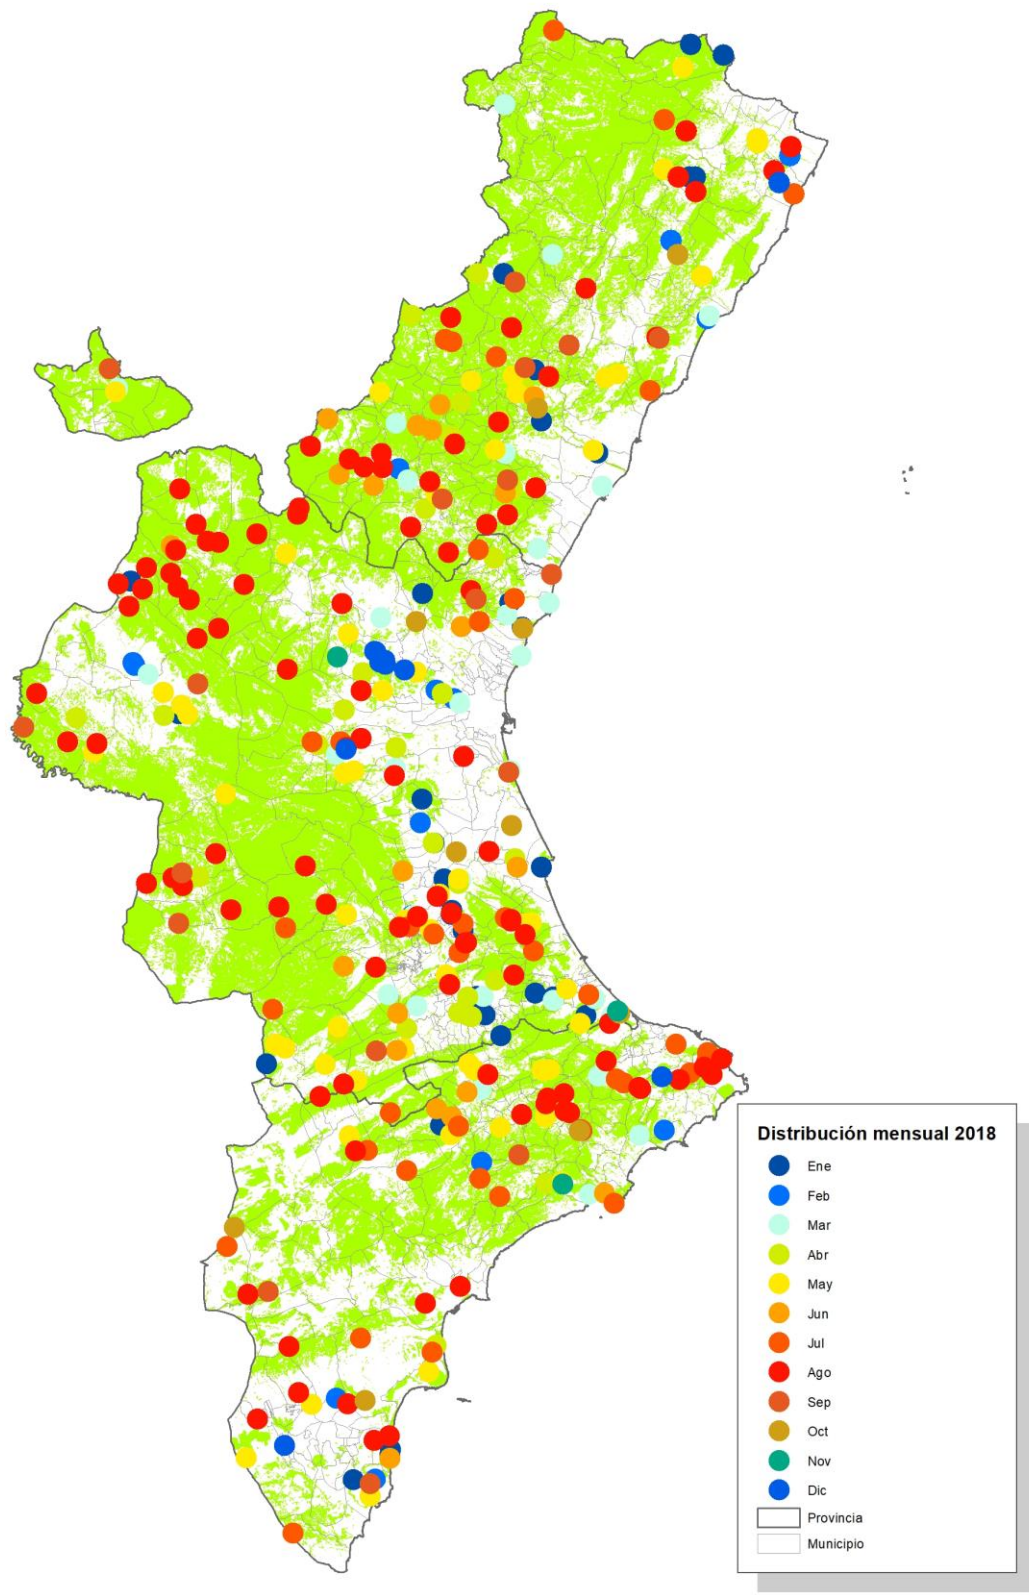 Distribución mensual 2018
Ene
Feb
Mar
Abr
May
Jun
Jul
Ago
Sep
Oct
Nov
Dic
Provincia
Municipio